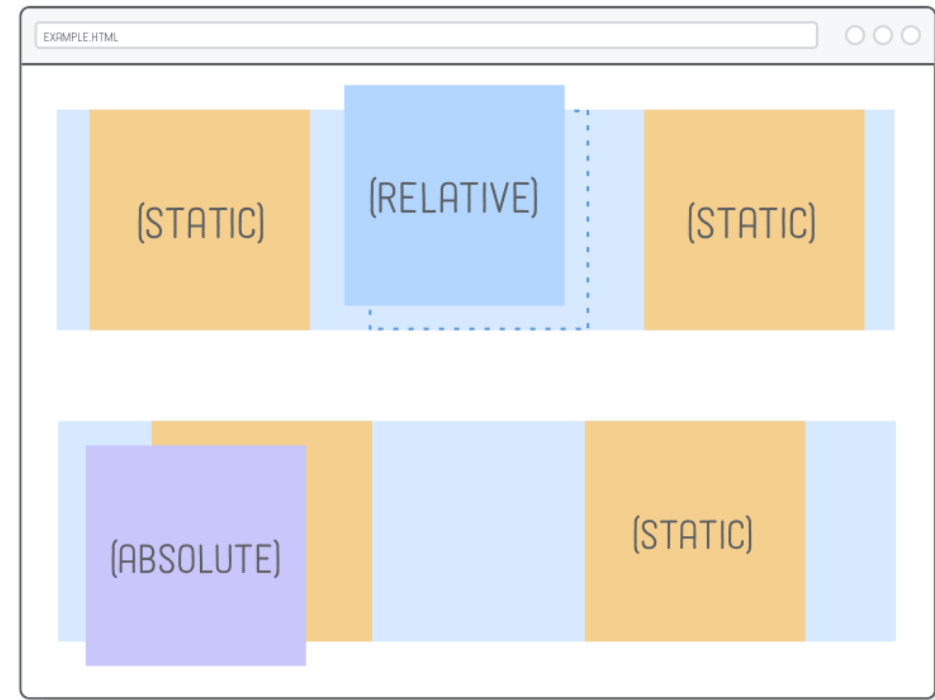 EXAMPLE.HTML
(RELATIVE)
(STATIC)
(STATIC)
(STATIC)
(ABSOLUTE)